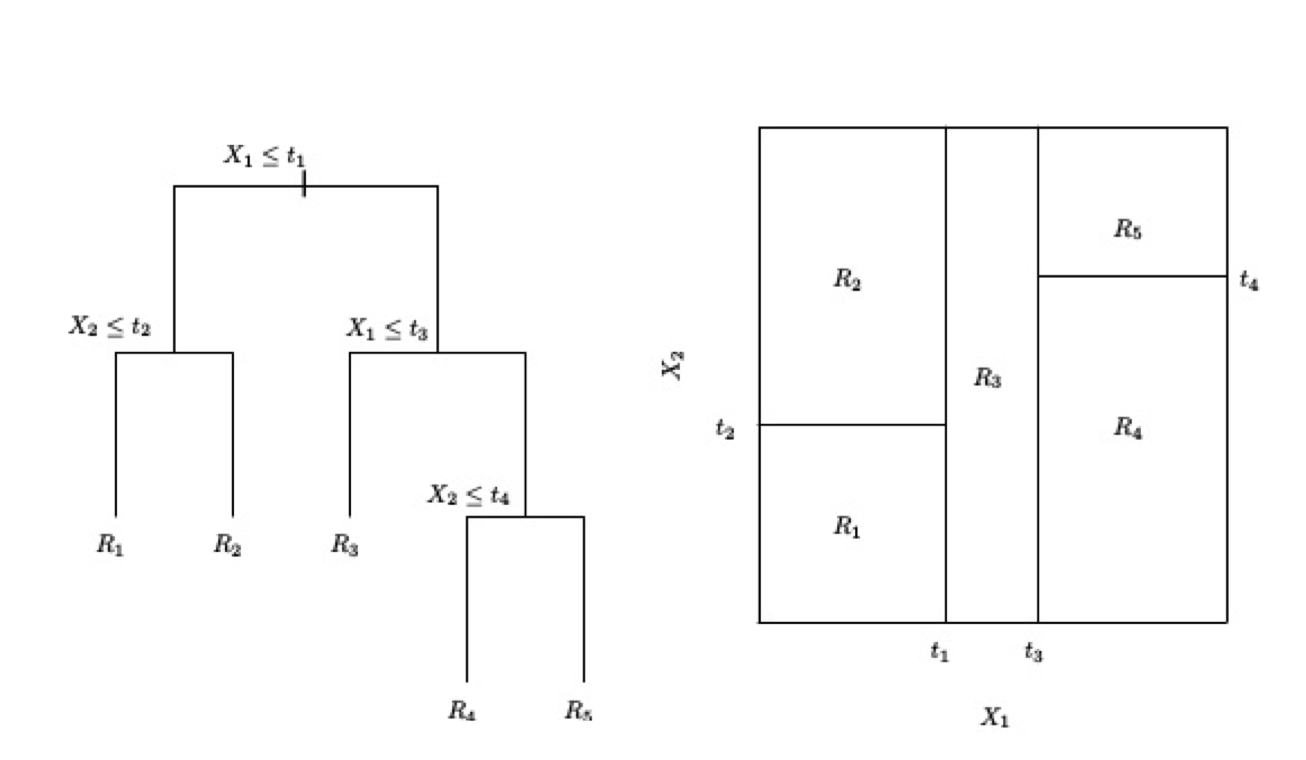 X₁ ≤ t₁
X₂ ≤ t₂
X₁ ≤ t₃
R₁
R₂
R₃
X₂ ≤ t₄
R₄
R₅
R₂
R₅
t₄
X₂
R₃
t₂
R₄
R₁
t₁
t₃
X₁